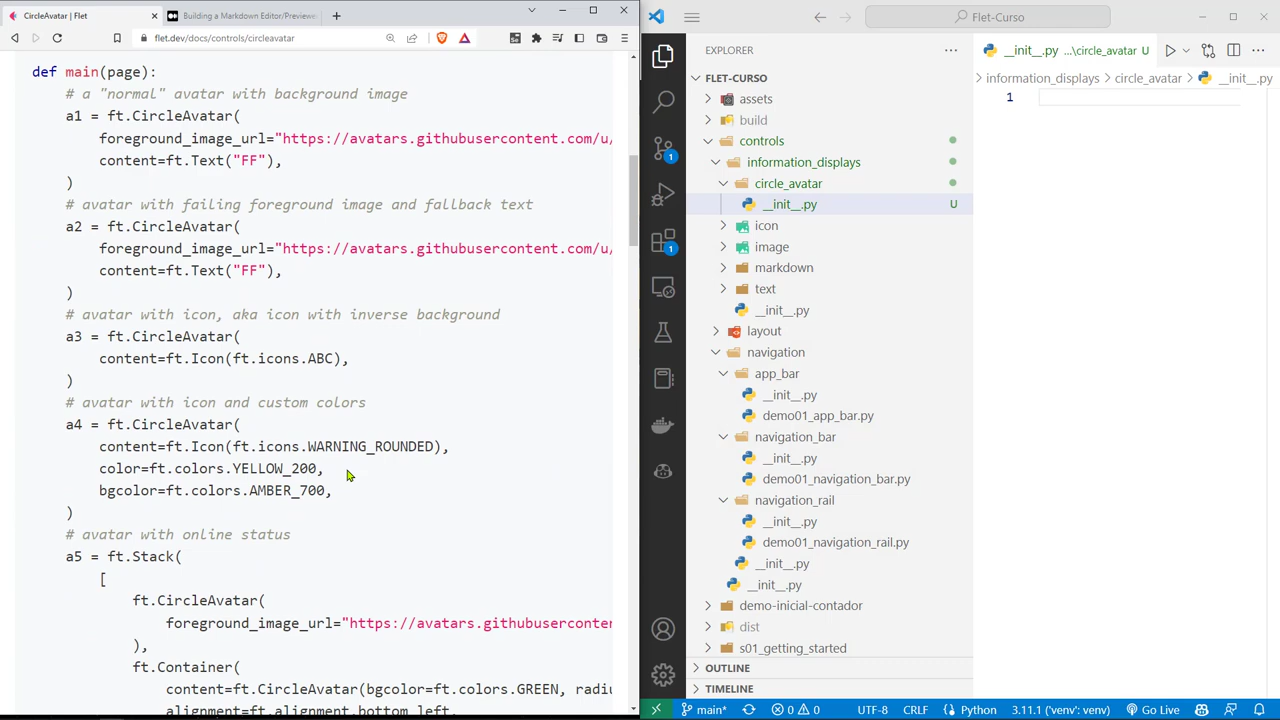 CircleAvatar | Flet
Building a Markdown Editor/Previewe
flet.dev/docs/controls/circleavatar
def main(page):
# a "normal" avatar with background image
a1 = ft.CircleAvatar(
foreground_image_url="https://avatars.githubusercontent.com/u/
content=ft.Text("FF"),
)
# avatar with failing foreground image and fallback text
a2 = ft.CircleAvatar(
foreground_image_url="https://avatars.githubusercontent.com/u/
content=ft.Text("FF"),
)
# avatar with icon, aka icon with inverse background
a3 = ft.CircleAvatar(
content=ft.Icon(ft.icons.ABC),
)
# avatar with icon and custom colors
a4 = ft.CircleAvatar(
content=ft.Icon(ft.icons.WARNING_ROUNDED),
color=ft.colors.YELLOW_200,
bgcolor=ft.colors.AMBER_700,
)
# avatar with online status
a5 = ft.Stack(
[
ft.CircleAvatar(
foreground_image_url="https://avatars.githubuserconten
),
ft.Container(
content=ft.CircleAvatar(bgcolor=ft.colors.GREEN, radiu
alignment=ft.alignment.bottom_left,
Flet-Curso
1
1
EXPLORER
FLET-CURSO
assets
build
controls
information_displays
circle_avatar
__init__.py U
icon
image
markdown
text
__init__.py
layout
navigation
app_bar
__init__.py
demo01_app_bar.py
navigation_bar
__init__.py
demo01_navigation_bar.py
navigation_rail
__init__.py
demo01_navigation_rail.py
__init__.py
__init__.py
demo-inicial-contador
dist
s01_getting_started
OUTLINE
TIMELINE
__init__.py ...\circle_avatar U
information_displays > circle_avatar > __init__.py
1
main* 0 0 UTF-8 CRLF Python 3.11.1 ('venv': venv) Go Live